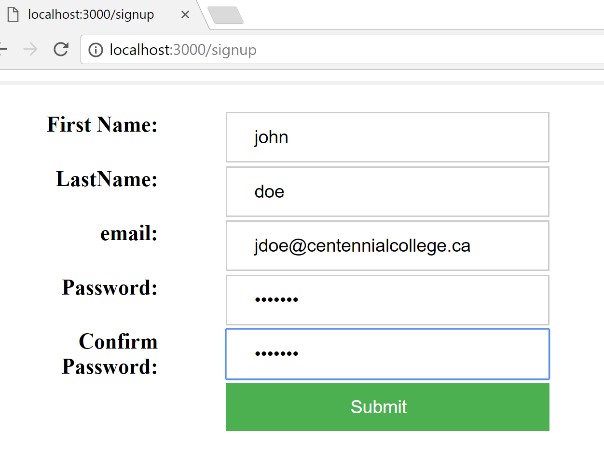 localhost:3000/signup
localhost:3000/signup
First Name: john
LastName: doe
email: jdoe@centennialcollege.ca
Password: •••••••
Confirm
Password: •••••••
Submit